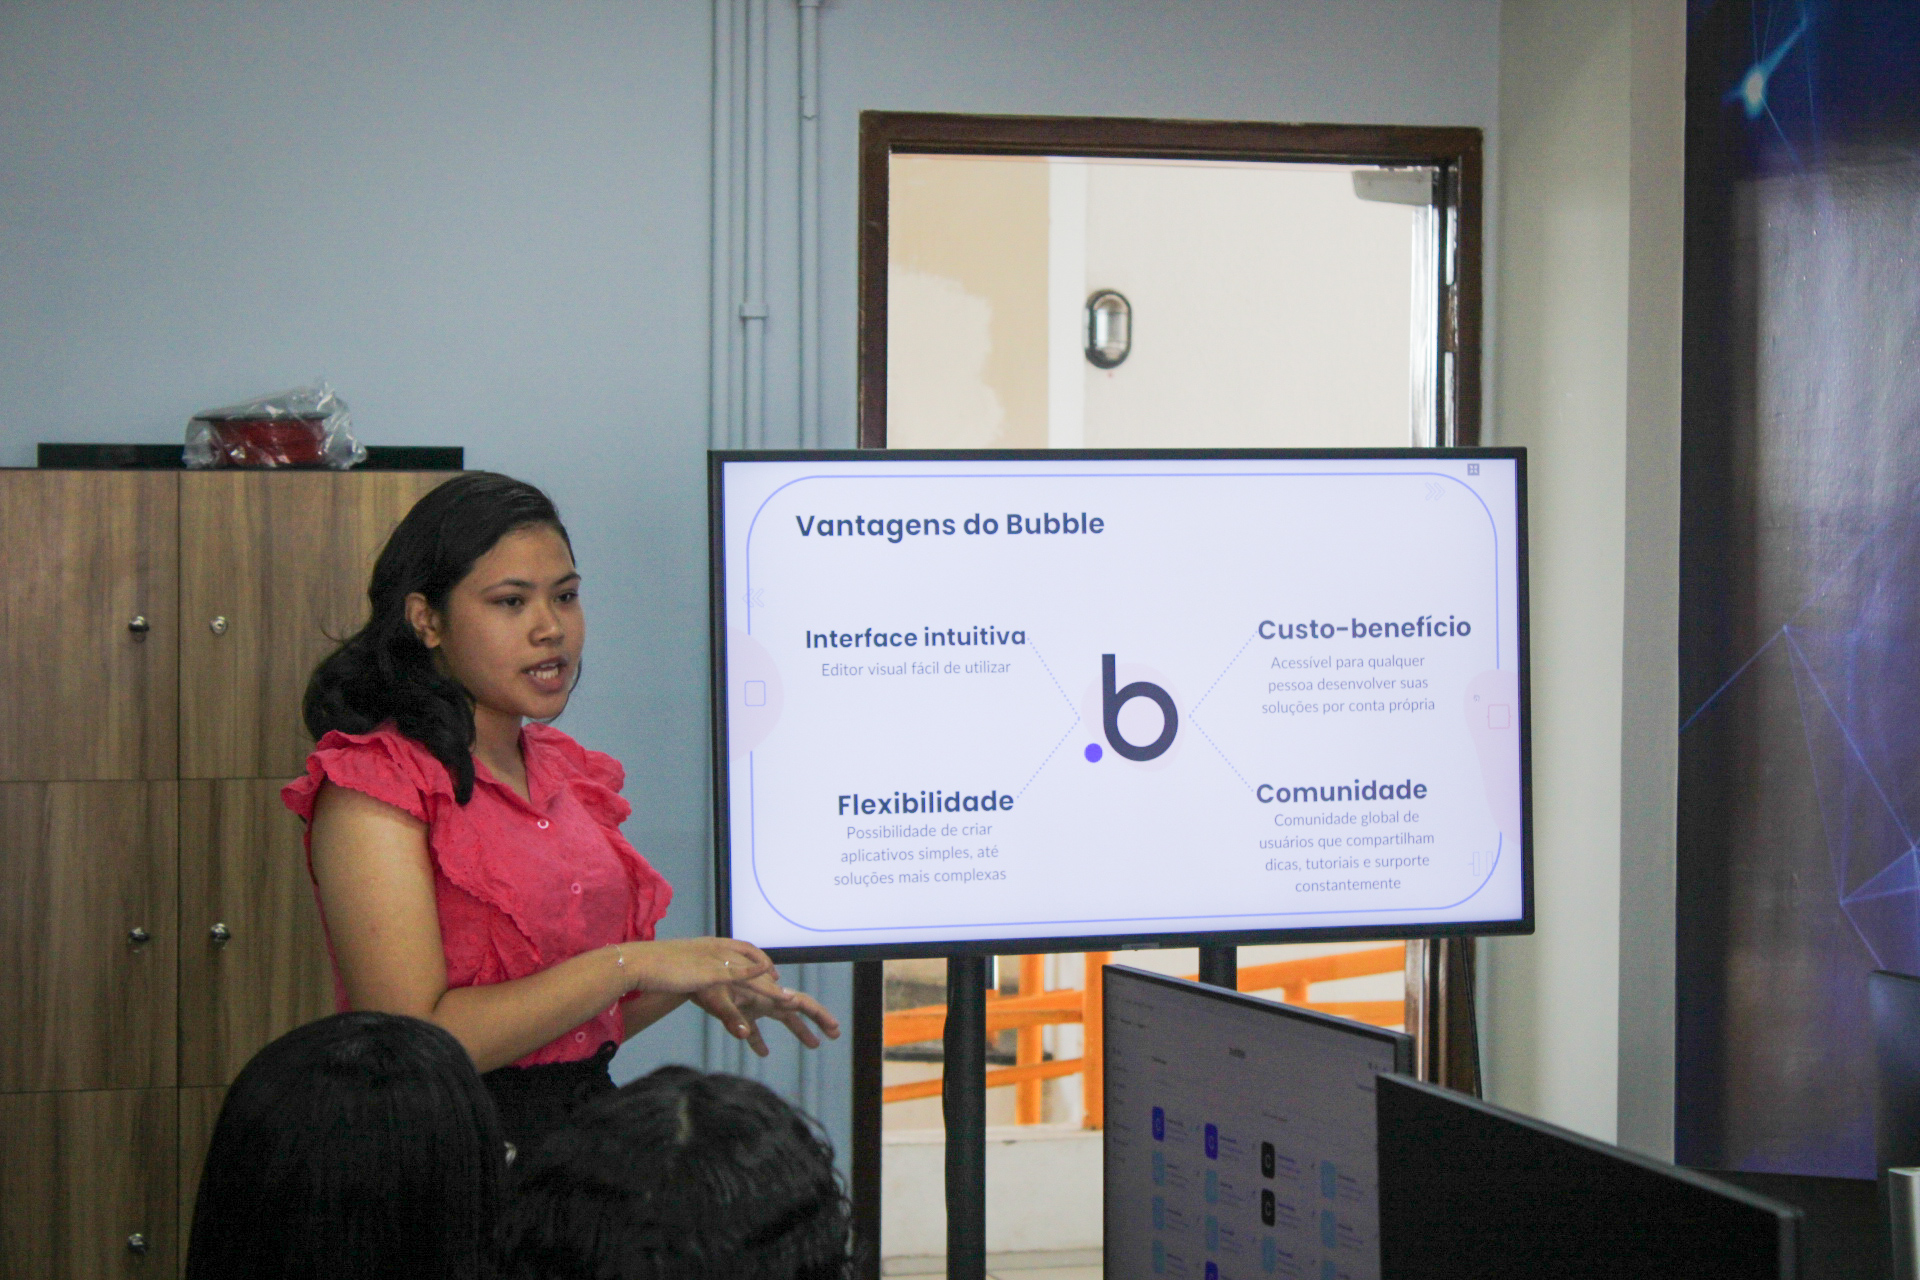 Vantagens do Bubble
Interface intuitiva
Editor visual fácil de utilizar
Flexibilidade
Possibilidade de criar
aplicativos simples, até
soluções mais complexas
.b
Custo-benefício
Acessível para qualquer
pessoa desenvolver suas
soluções por conta própria
Comunidade
Comunidade global de
usuários que compartilham
dicas, tutoriais e surporte
constantemente